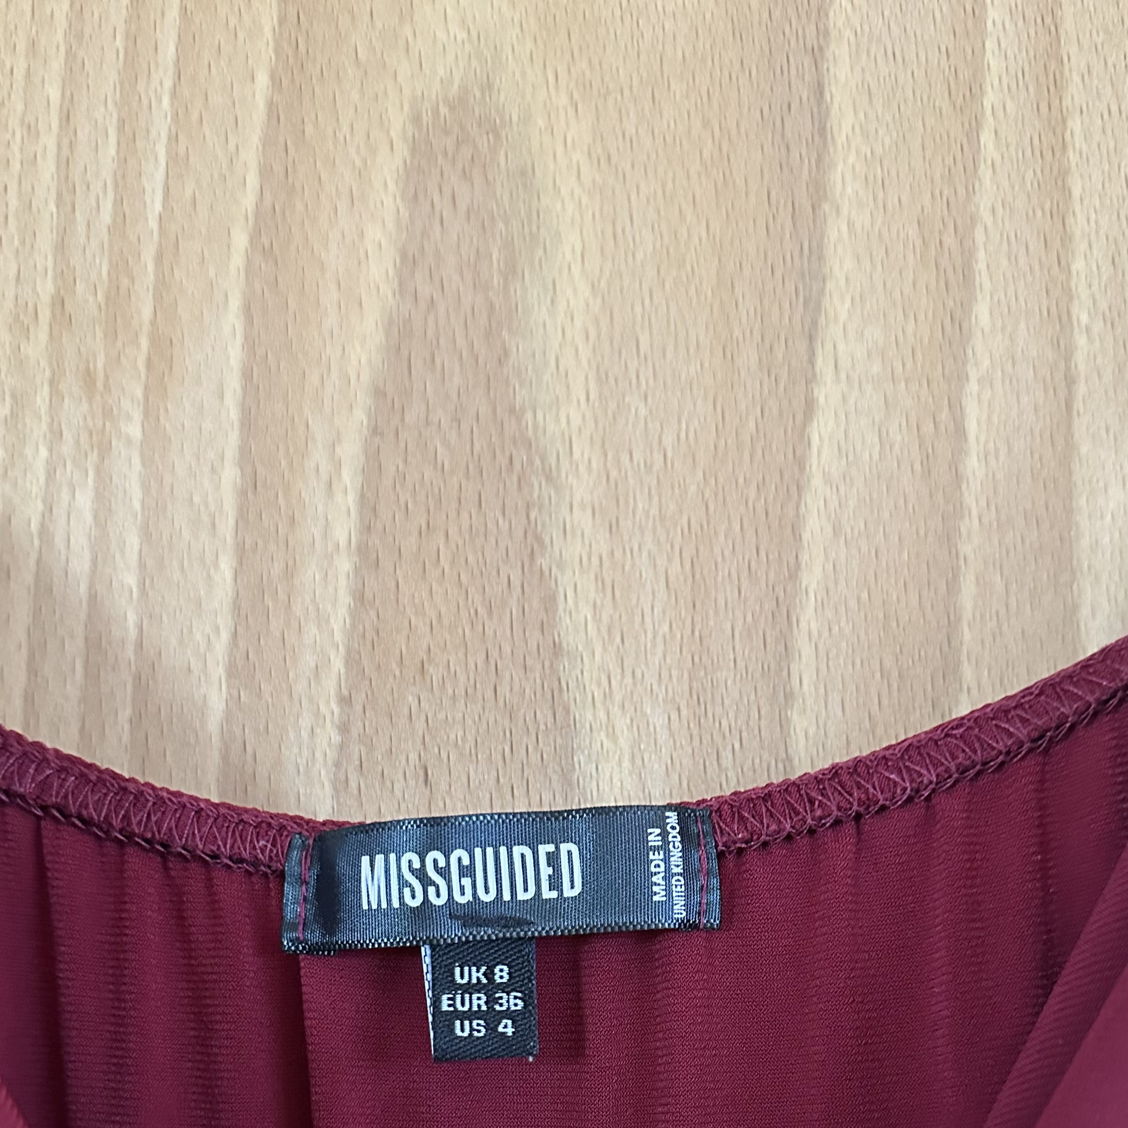 MISSGUIDED
MADE IN
UNITED KINGDOM
UK 8
EUR 36
US 4